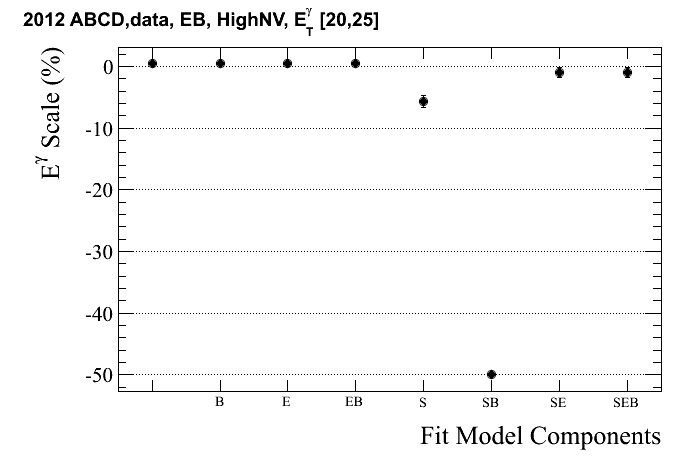 2012 ABCD,data, EB, HighNV, E_T^γ [20,25]
E^γ Scale (%)
0
-10
-20
-30
-40
-50
B E EB S SB SE SEB
Fit Model Components